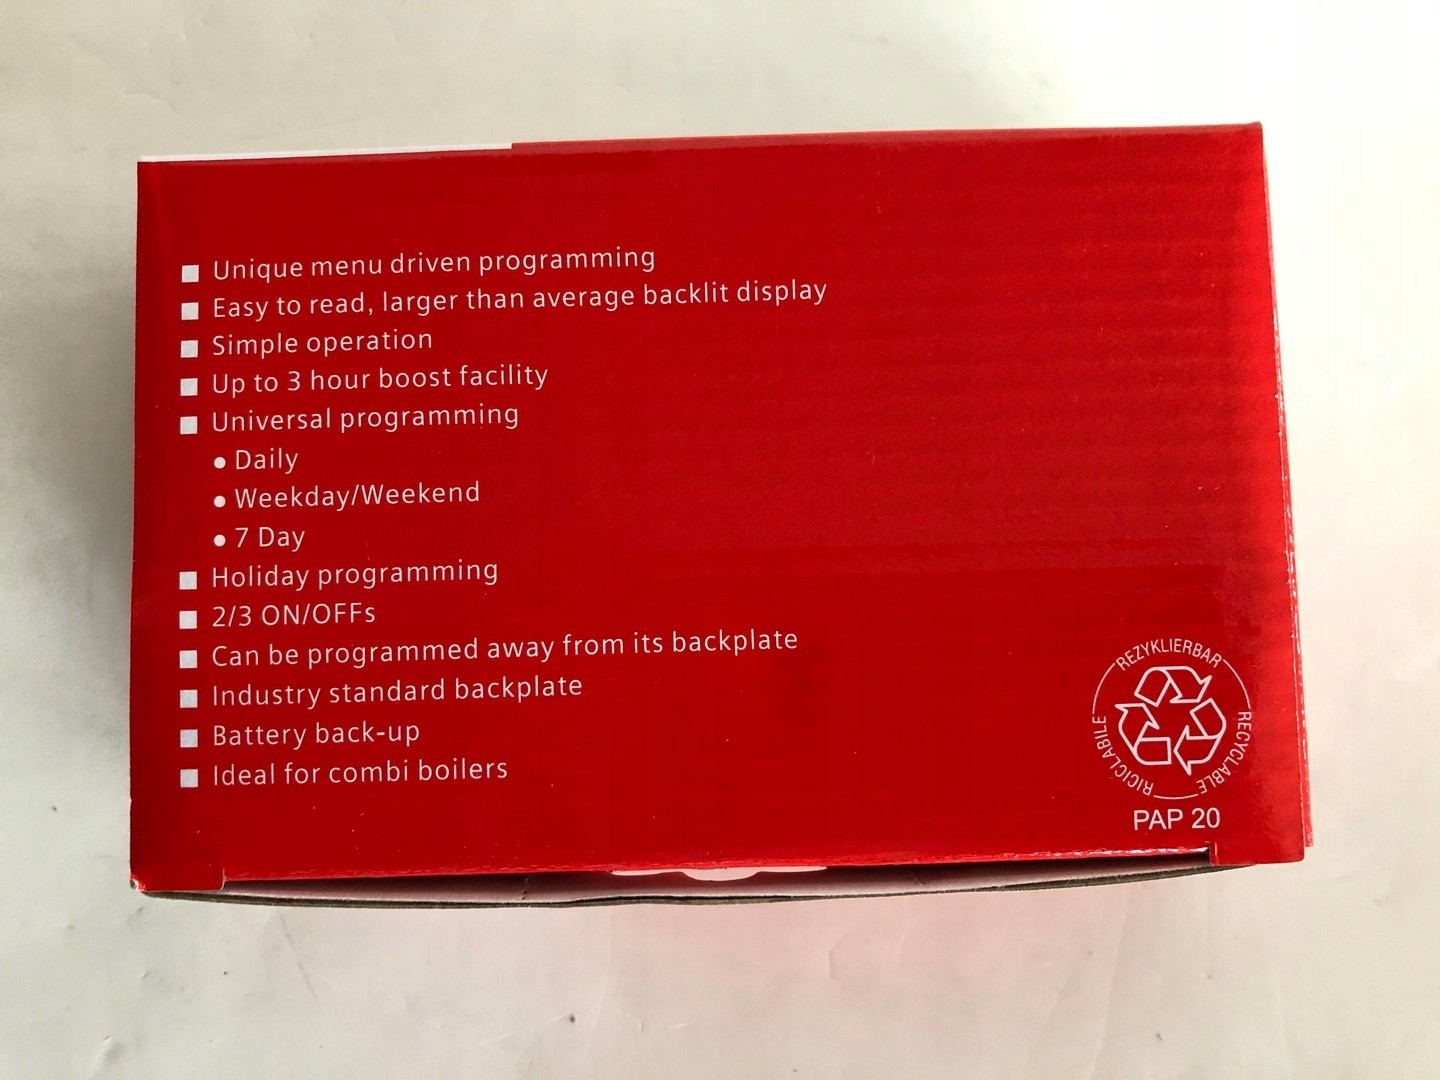 Unique menu driven programming
Easy to read, larger than average backlit display
Simple operation
Up to 3 hour boost facility
Universal programming
Daily
Weekday/Weekend
7 Day
Holiday programming
2/3 ON/OFFs
Can be programmed away from its backplate
Industry standard backplate
Battery back-up
Ideal for combi boilers
REZYKLIERBAR
RECYCLABLE
RICICLABILE
PAP 20